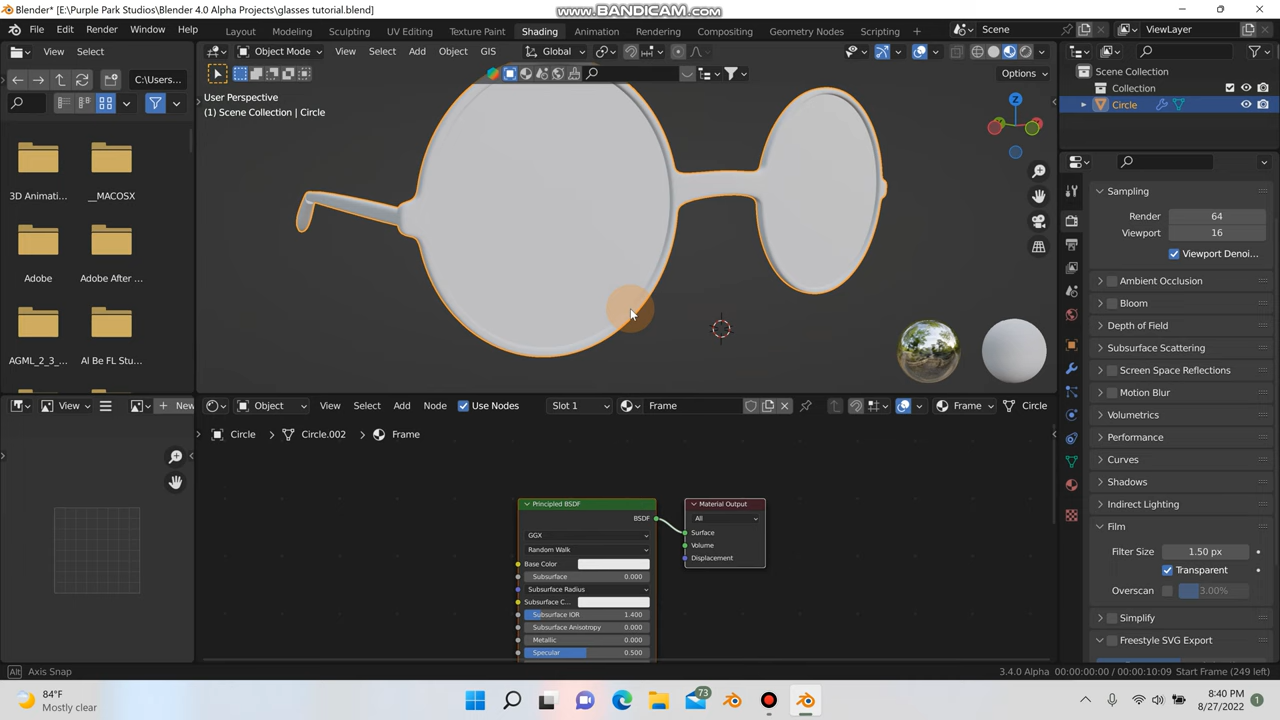 Blender* [E:\Purple Park Studios\Blender 4.0 Alpha Projects\glasses tutorial.blend]
www.BANDICAM.com
File Edit Render Window Help
Layout Modeling Sculpting UV Editing Texture Paint Shading Animation Rendering Compositing Geometry Nodes Scripting +
Scene
ViewLayer
View Select
Object Mode View Select Add Object GIS Global
C:\Users...
Options
User Perspective
(1) Scene Collection | Circle
Z
Scene Collection
Collection
Circle
3D Animati...
__MACOSX
Adobe
Adobe After ...
AGML_2_3_...
AI Be FL Stu...
Sampling
Render 64
Viewport 16
Viewport Denoi...
Ambient Occlusion
Bloom
Depth of Field
Subsurface Scattering
Screen Space Reflections
Motion Blur
Volumetrics
Performance
Curves
Shadows
Indirect Lighting
Film
Filter Size 1.50 px
Transparent
Overscan 3.00%
Simplify
Freestyle SVG Export
View New
Object View Select Add Node Use Nodes Slot 1 Frame Frame Circle
Circle > Circle.002 > Frame
Principled BSDF
BSDF
GGX
Random Walk
Base Color
Subsurface 0.000
Subsurface Radius
Subsurface C...
Subsurface IOR 1.400
Subsurface Anisotropy 0.000
Metallic 0.000
Specular 0.500
Material Output
All
Surface
Volume
Displacement
Alt Axis Snap
3.4.0 Alpha 00:00:00:00 / 00:00:10:09 Start Frame (249 left)
84°F
Mostly clear
73
8:40 PM
8/27/2022
1